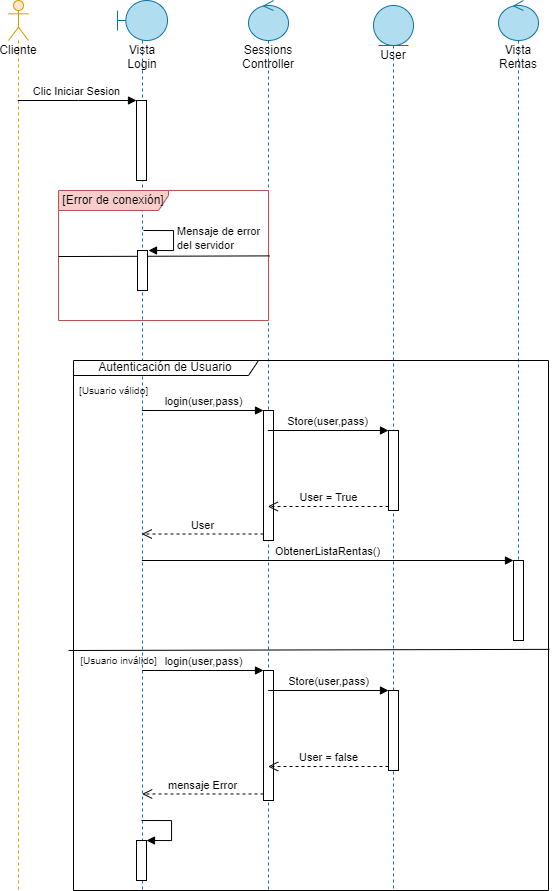 Cliente
Vista
Login
Sessions
Controller
User
Vista
Rentas
Clic Iniciar Sesion
[Error de conexión]
Mensaje de error
del servidor
Autenticación de Usuario
[Usuario válido]
login(user,pass)
Store(user,pass)
User = True
User
ObtenerListaRentas()
[Usuario inválido]
login(user,pass)
Store(user,pass)
User = false
mensaje Error